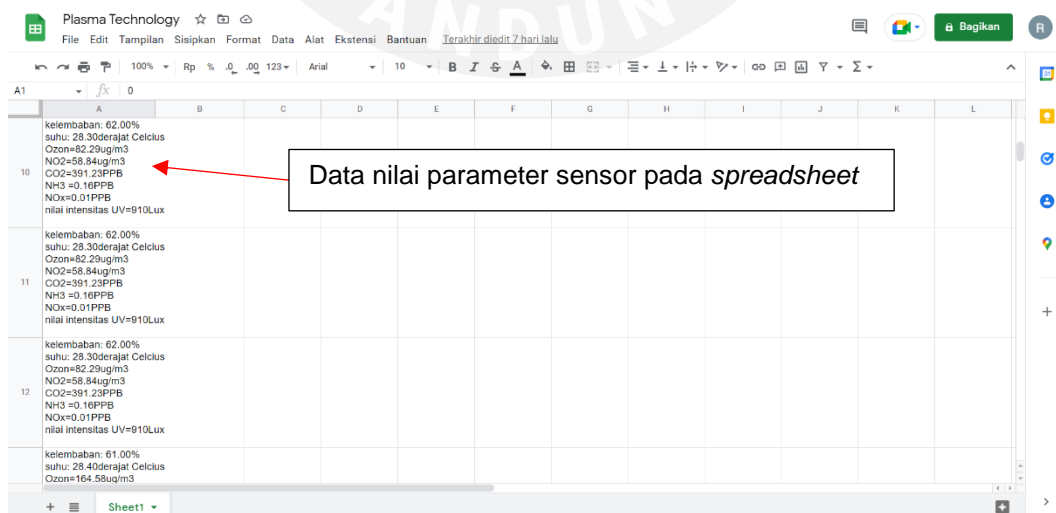 ANDUN
Plasma Technology
File Edit Tampilan Sisipkan Format Data Alat Ekstensi Bantuan Terakhir diedit 7 hari lalu
Bagikan
R
100% Rp % .0 .00 123 Arial 10 B I S A
31
A1 fx 0
A B C D E F G H I J K L
10
kelembaban: 62.00%
suhu: 28.30derajat Celcius
Ozon=82.29ug/m3
NO2=58.84ug/m3
CO2=391.23PPB
NH3 =0.16PPB
NOx=0.01PPB
nilai intensitas UV=910Lux
Data nilai parameter sensor pada spreadsheet
11
kelembaban: 62.00%
suhu: 28.30derajat Celcius
Ozon=82.29ug/m3
NO2=58.84ug/m3
CO2=391.23PPB
NH3 =0.16PPB
NOx=0.01PPB
nilai intensitas UV=910Lux
12
kelembaban: 62.00%
suhu: 28.30derajat Celcius
Ozon=82.29ug/m3
NO2=58.84ug/m3
CO2=391.23PPB
NH3 =0.16PPB
NOx=0.01PPB
nilai intensitas UV=910Lux
kelembaban: 61.00%
suhu: 28.40derajat Celcius
Ozon=164.58ug/m3
Sheet1